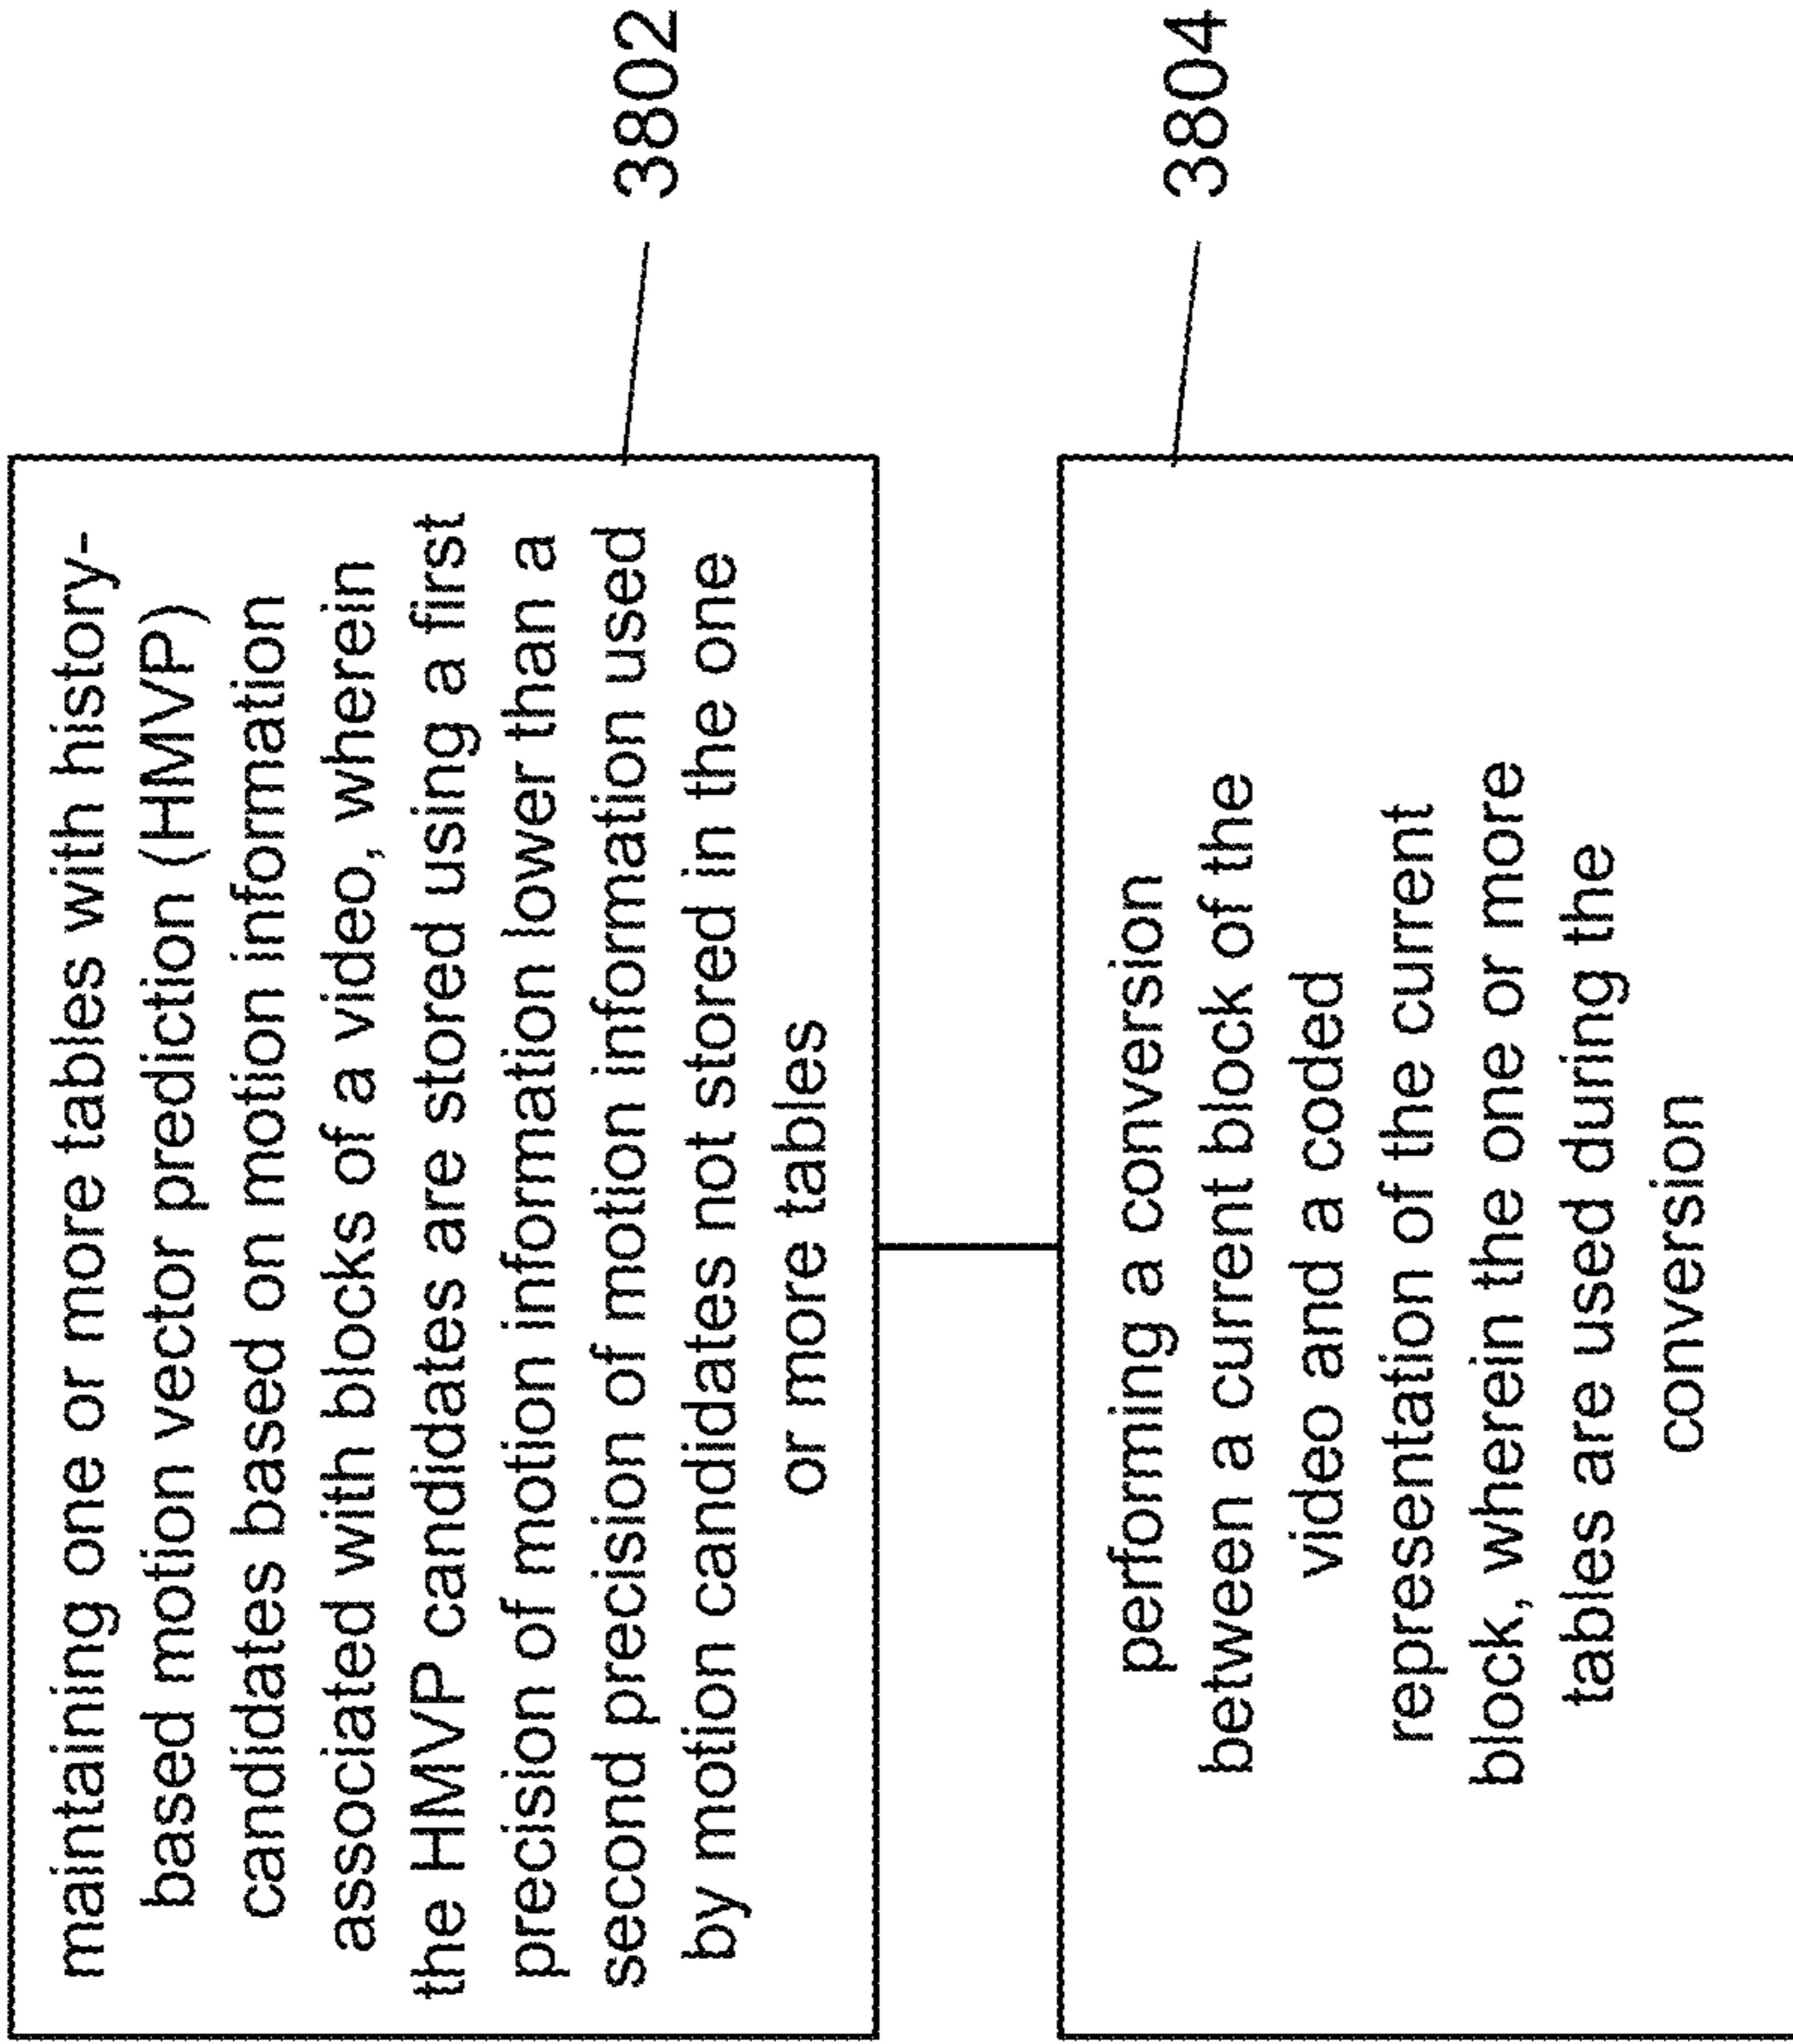 maintaining one or more tables with history-
based motion vector prediction (HMVP)
candidates based on motion information
associated with blocks of a video, wherein
the HMVP candidates are stored using a first
precision of motion information lower than a
second precision of motion information used
by motion candidates not stored in the one
or more tables
3802
performing a conversion
between a current block of the
video and a coded
representation of the current
block, wherein the one or more
tables are used during the
conversion
3804